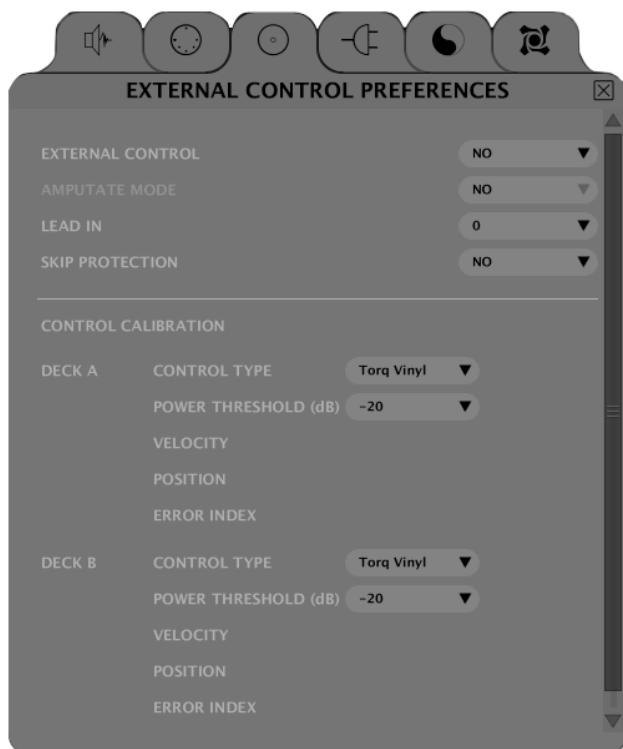 EXTERNAL CONTROL PREFERENCES
EXTERNAL CONTROL NO
AMPUTATE MODE NO
LEAD IN 0
SKIP PROTECTION NO
CONTROL CALIBRATION
DECK A CONTROL TYPE Torq Vinyl
POWER THRESHOLD (dB) -20
VELOCITY
POSITION
ERROR INDEX
DECK B CONTROL TYPE Torq Vinyl
POWER THRESHOLD (dB) -20
VELOCITY
POSITION
ERROR INDEX